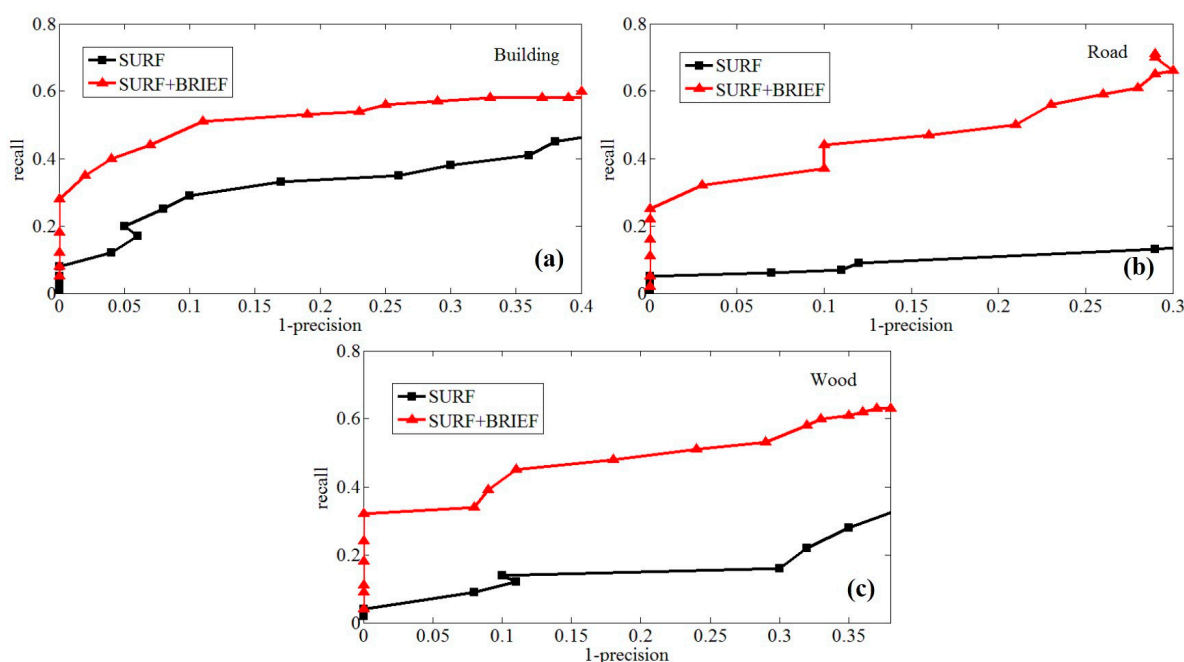 0.8
0.6
0.4
0.2
0
recall
SURF
SURF+BRIEF
Building
(a)
0 0.05 0.1 0.15 0.2 0.25 0.3 0.35 0.4
1-precision
0.8
0.6
0.4
0.2
0
recall
SURF
SURF+BRIEF
Road
(b)
0 0.05 0.1 0.15 0.2 0.25 0.3
1-precision
0.8
0.6
0.4
0.2
0
recall
SURF
SURF+BRIEF
Wood
(c)
0 0.05 0.1 0.15 0.2 0.25 0.3 0.35
1-precision